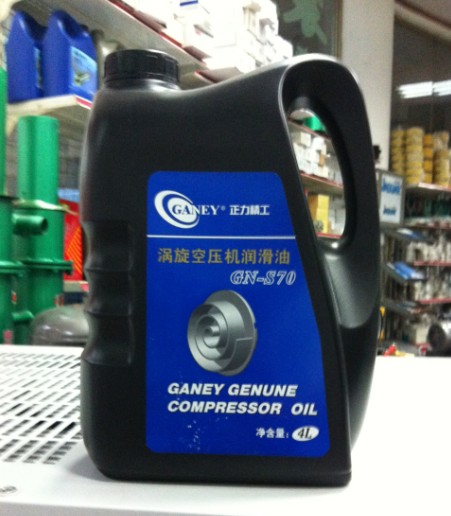 GANEY® 正力精工
涡旋空压机润滑油
GN-S70
GANEY GENUNE
COMPRESSOR OIL
净含量: 4L